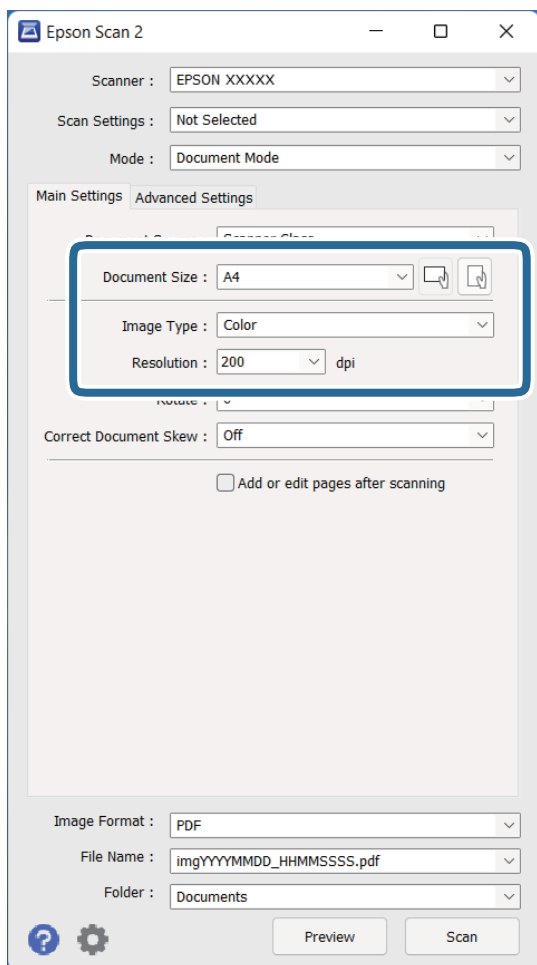 Epson Scan 2
Scanner : EPSON XXXXX
Scan Settings : Not Selected
Mode : Document Mode
Main Settings Advanced Settings
Document Size : A4
Image Type : Color
Resolution : 200 dpi
Rotate :
Correct Document Skew : Off
Add or edit pages after scanning
Image Format : PDF
File Name : imgYYYYMMDD_HHMMSSSS.pdf
Folder : Documents
? Preview Scan